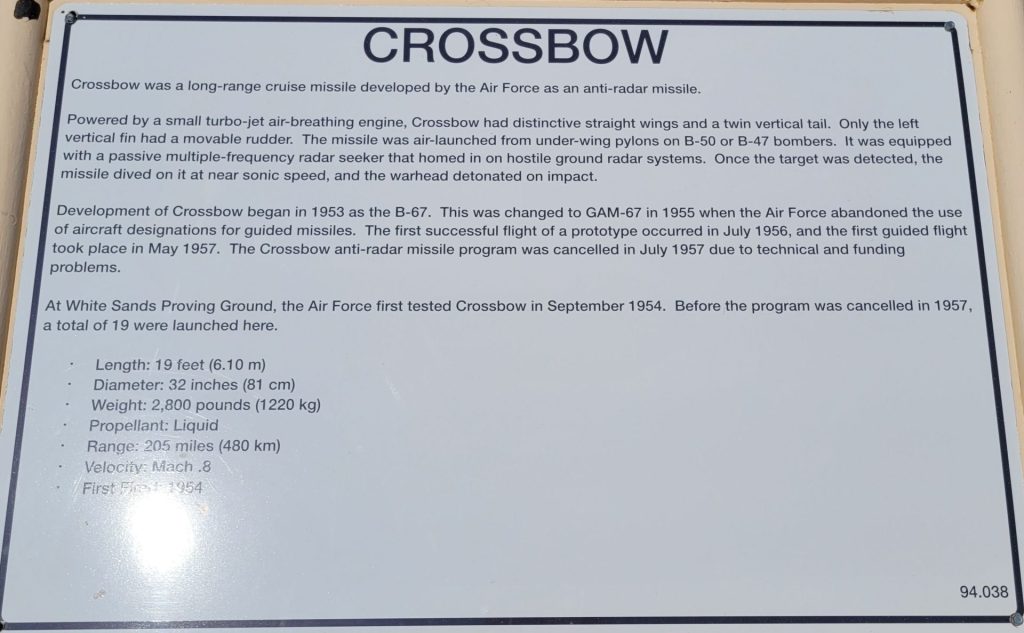 CROSSBOW
Crossbow was a long-range cruise missile developed by the Air Force as an anti-radar missile.
Powered by a small turbo-jet air-breathing engine, Crossbow had distinctive straight wings and a twin vertical tail. Only the left
vertical fin had a movable rudder. The missile was air-launched from under-wing pylons on B-50 or B-47 bombers. It was equipped
with a passive multiple-frequency radar seeker that homed in on hostile ground radar systems. Once the target was detected, the
missile dived on it at near sonic speed, and the warhead detonated on impact.
Development of Crossbow began in 1953 as the B-67. This was changed to GAM-67 in 1955 when the Air Force abandoned the use
of aircraft designations for guided missiles. The first successful flight of a prototype occurred in July 1956, and the first guided flight
took place in May 1957. The Crossbow anti-radar missile program was cancelled in July 1957 due to technical and funding
problems.
At White Sands Proving Ground, the Air Force first tested Crossbow in September 1954. Before the program was cancelled in 1957,
a total of 19 were launched here.
· Length: 19 feet (6.10 m)
· Diameter: 32 inches (81 cm)
· Weight: 2,800 pounds (1220 kg)
· Propellant: Liquid
· Range: 205 miles (480 km)
· Velocity: Mach .8
· First Fired: 1954
94.038